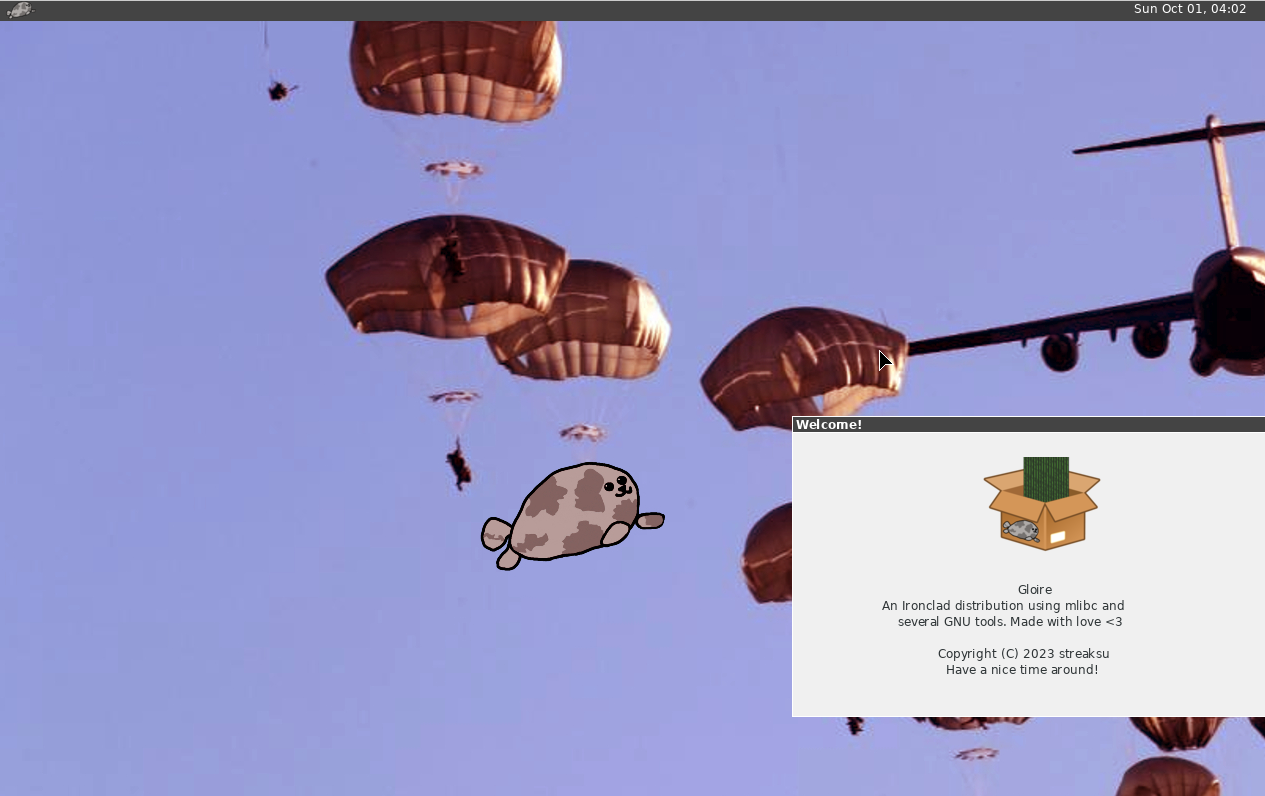 Sun Oct 01, 04:02
Welcome!
Gloire
An Ironclad distribution using mlibc and
several GNU tools. Made with love <3
Copyright (C) 2023 streaksu
Have a nice time around!